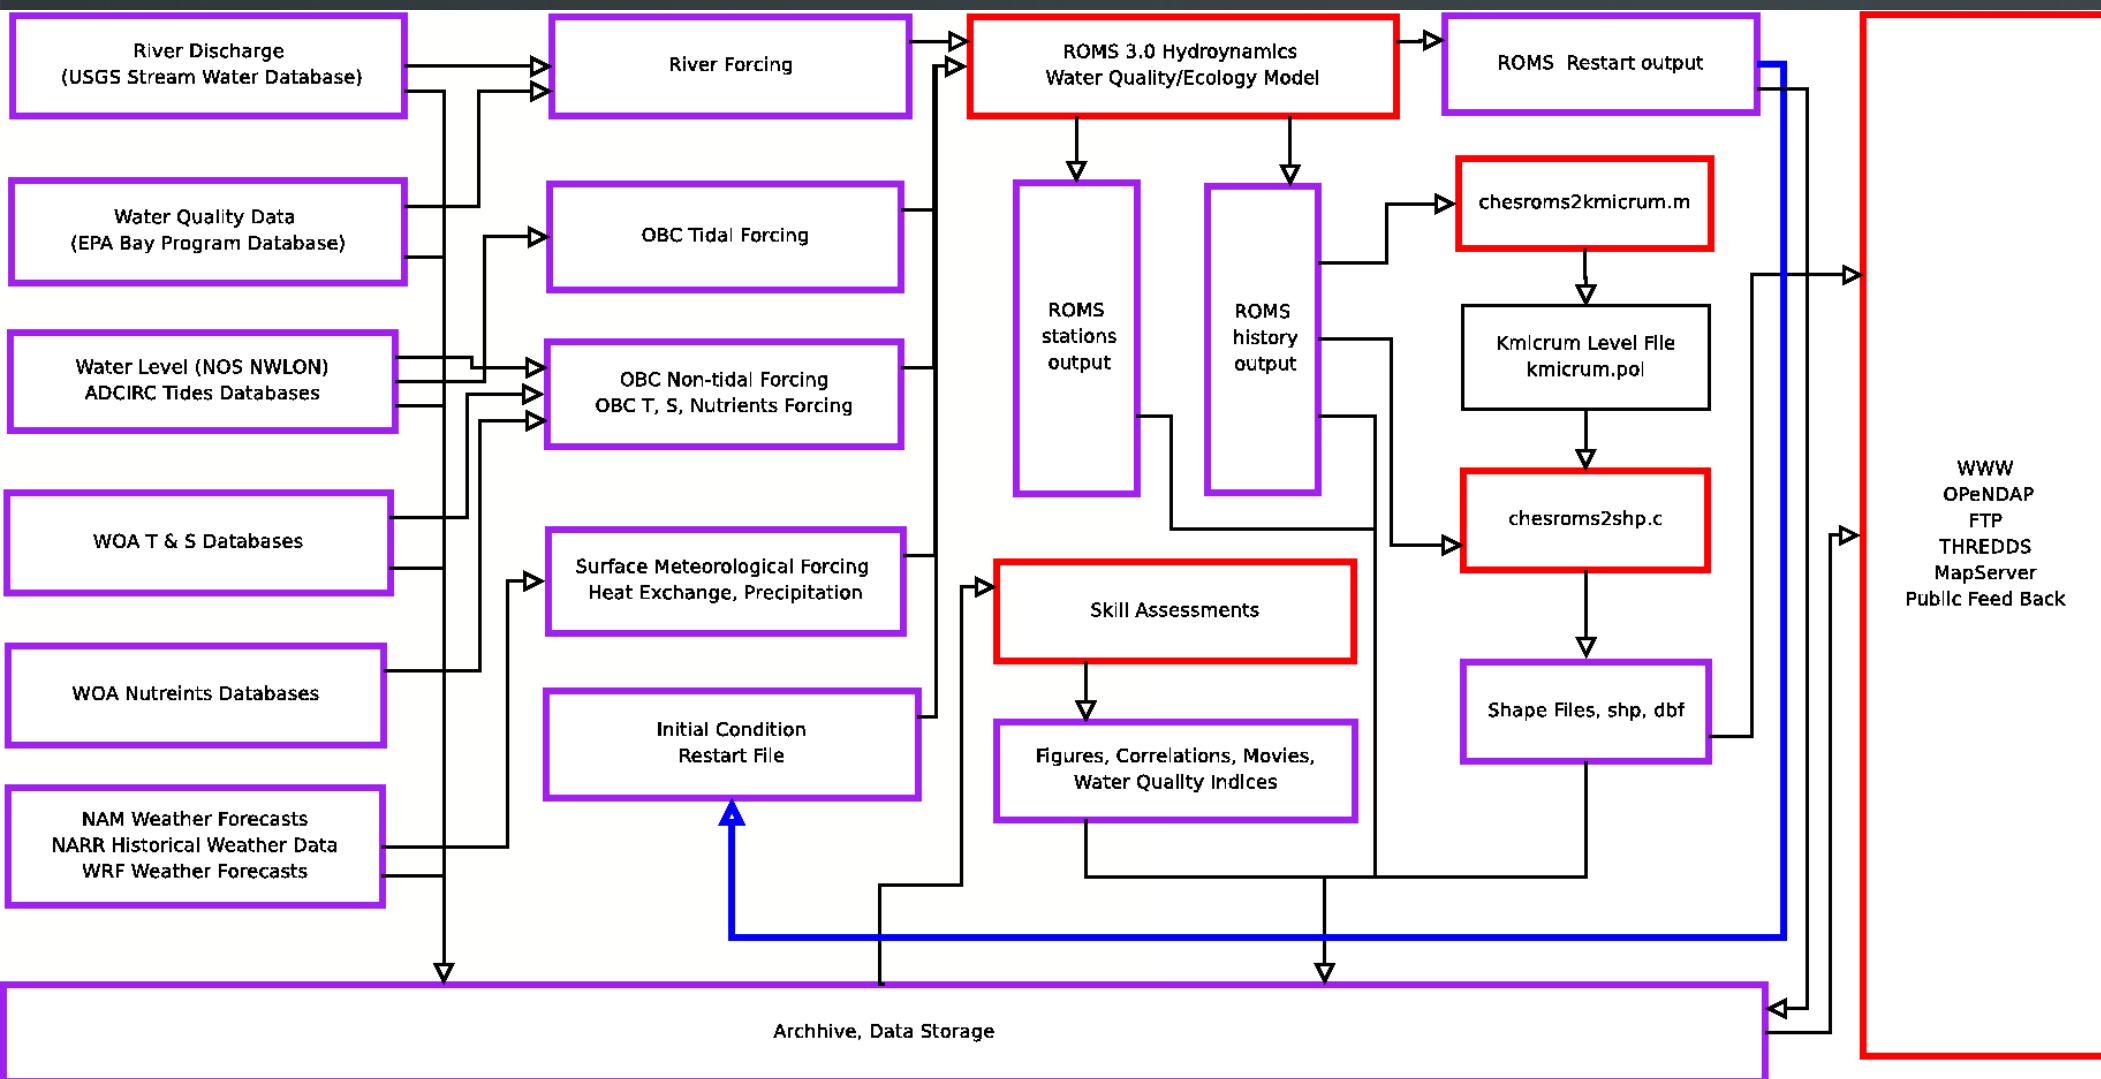 River Discharge
(USGS Stream Water Database)
River Forcing
ROMS 3.0 Hydroynamics
Water Quality/Ecology Model
ROMS Restart output
Water Quality Data
(EPA Bay Program Database)
OBC Tidal Forcing
chesroms2kmicrum.m
Water Level (NOS NWLON)
ADCIRC Tides Databases
OBC Non-tidal Forcing
OBC T, S, Nutrients Forcing
ROMS
stations
output
ROMS
history
output
Kmicrum Level File
kmicrum.pol
WOA T & S Databases
Surface Meteorological Forcing
Heat Exchange, Precipitation
Skill Assessments
chesroms2shp.c
WWW
OPeNDAP
FTP
THREDDS
MapServer
Public Feed Back
WOA Nutreints Databases
Initial Condition
Restart File
Figures, Correlations, Movies,
Water Quality Indices
Shape Files, shp, dbf
NAM Weather Forecasts
NARR Historical Weather Data
WRF Weather Forecasts
Archhive, Data Storage